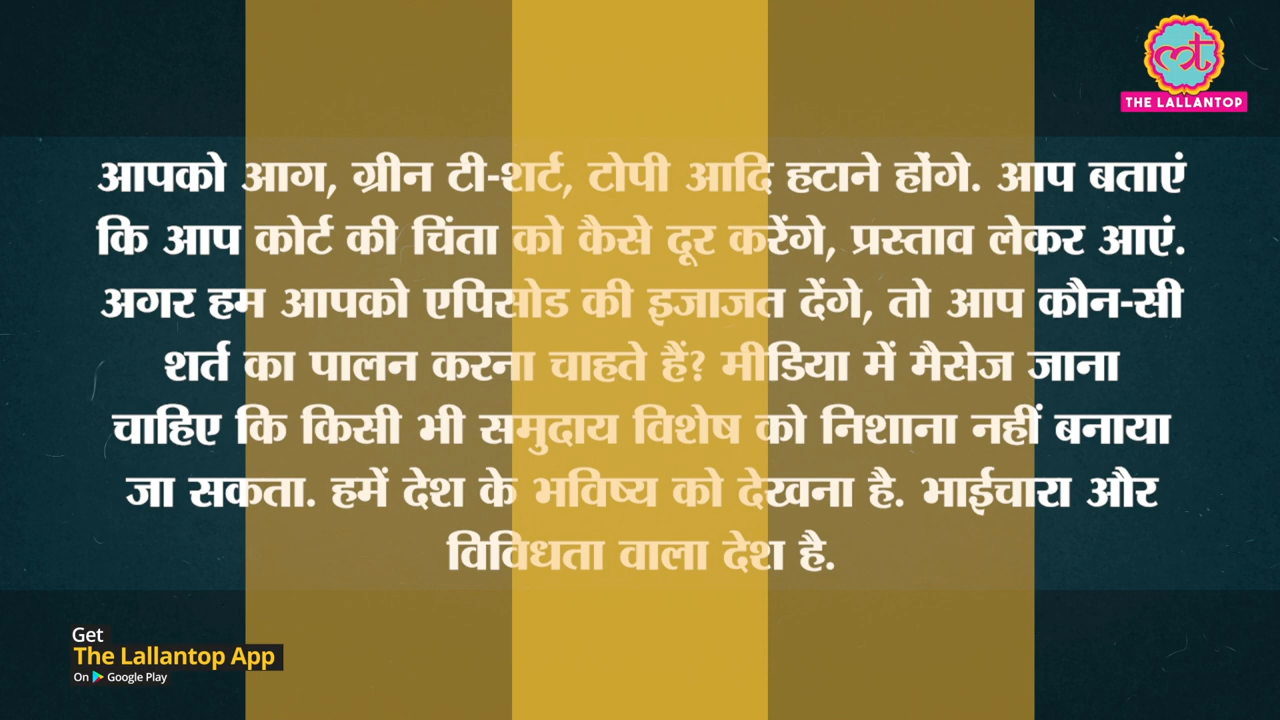 THE LALLANTOP
आपको आग, ग्रीन टी-शर्ट, टोपी आदि हटाने होंगे. आप बताएं
कि आप कोर्ट की चिंता को कैसे दूर करेंगे, प्रस्ताव लेकर आएं.
अगर हम आपको एपिसोड की इजाजत देंगे, तो आप कौन-सी
शर्त का पालन करना चाहते हैं? मीडिया में मैसेज जाना
चाहिए कि किसी भी समुदाय विशेष को निशाना नहीं बनाया
जा सकता. हमें देश के भविष्य को देखना है. भाईचारा और
विविधता वाला देश है.
Get
The Lallantop App
On Google Play